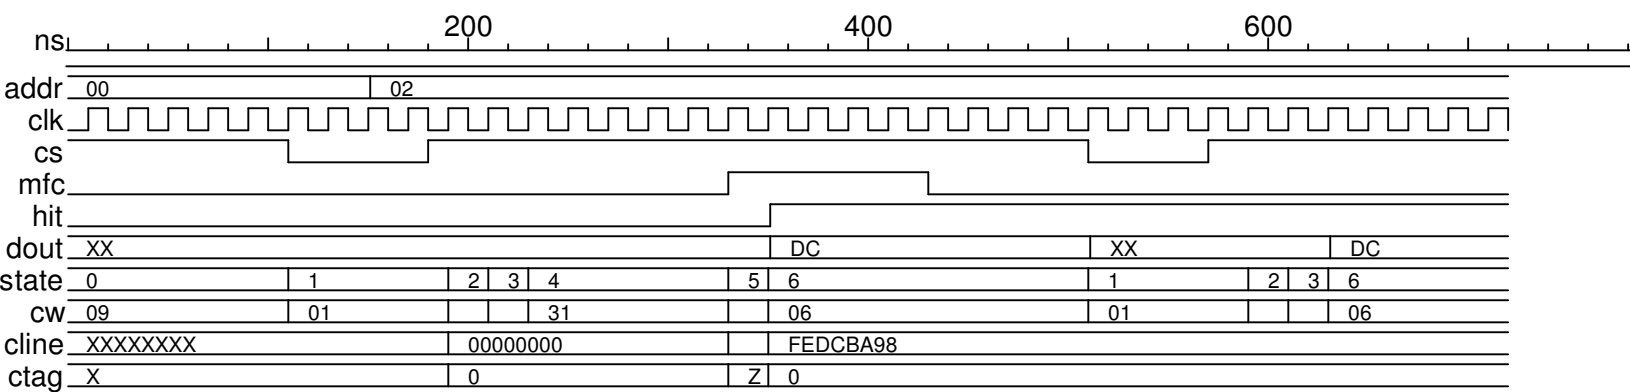 200 400 600
ns
addr 00 02
clk
cs
mfc
hit
dout XX DC XX DC
state 0 1 2 3 4 5 6 1 2 3 6
cw 09 01 31 06 01 06
cline XXXXXXXX 00000000 FEDCBA98
ctag X 0 Z 0